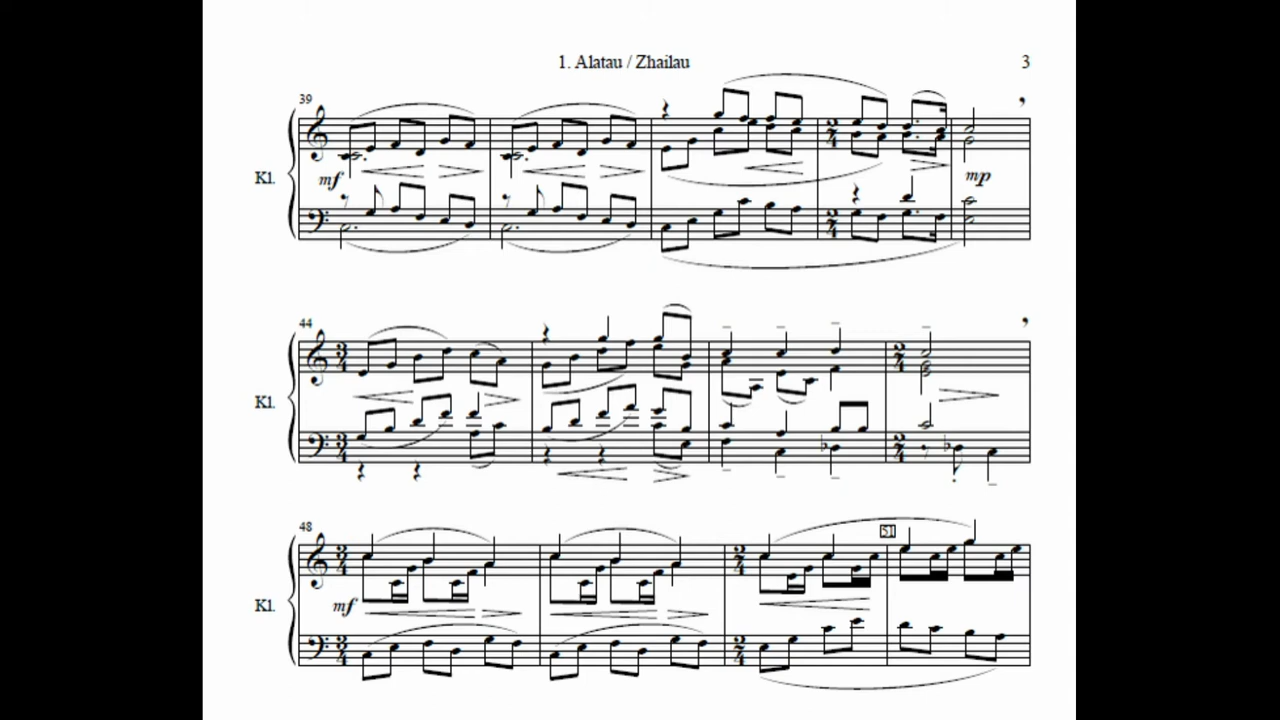 1. Alatau / Zhailau
3
39
Kl.
mf
mp
44
Kl.
48
51
Kl.
mf